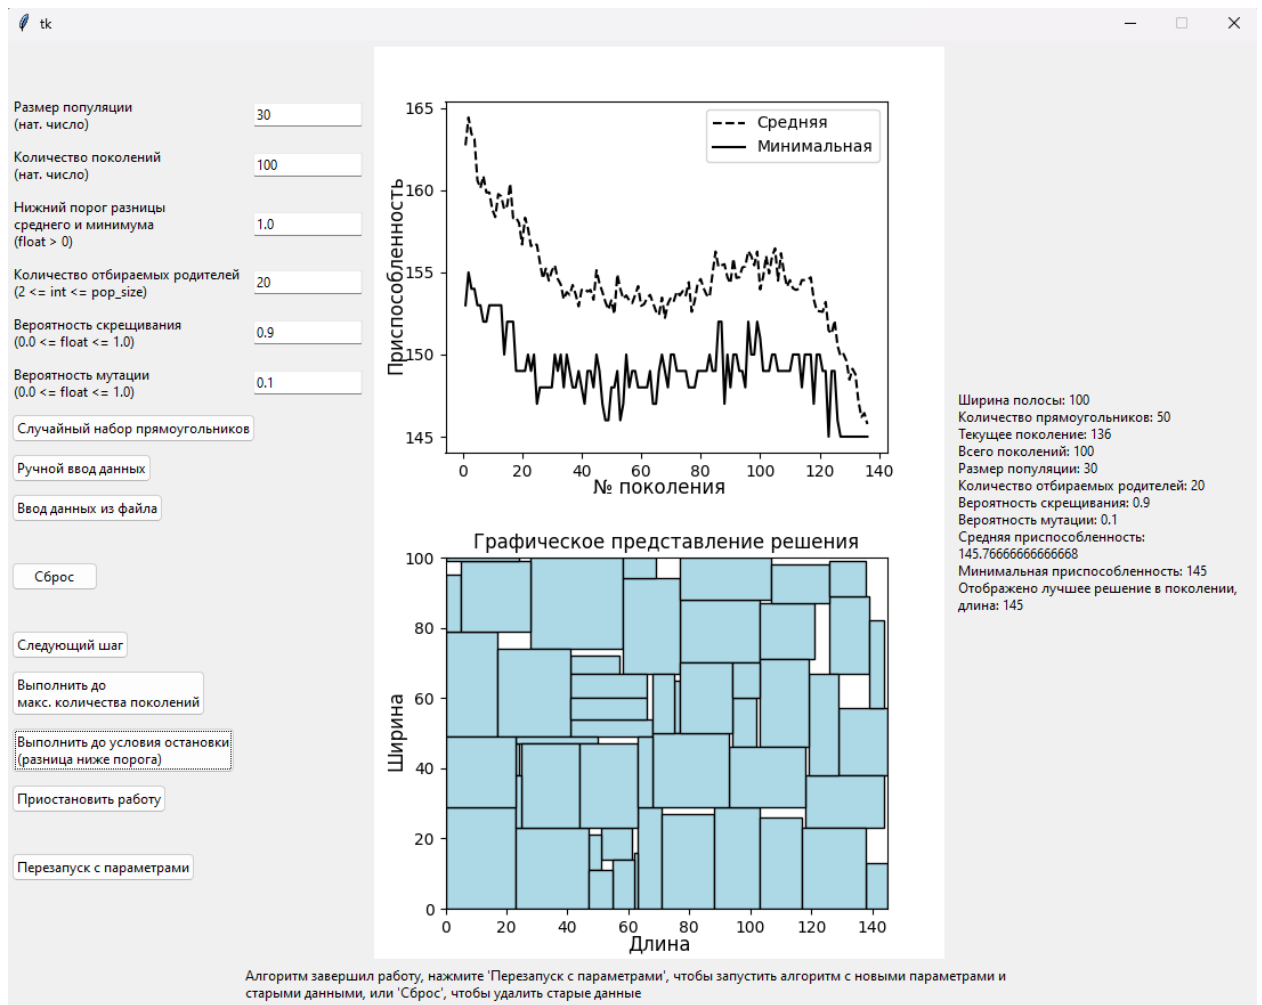 tk
Размер популяции
(нат. число)
30
Количество поколений
(нат. число)
100
Нижний порог разницы
среднего и минимума
(float > 0)
1.0
Количество отбираемых родителей
(2 <= int <= pop_size)
20
Вероятность скрещивания
(0.0 <= float <= 1.0)
0.9
Вероятность мутации
(0.0 <= float <= 1.0)
0.1
Случайный набор прямоугольников
Ручной ввод данных
Ввод данных из файла
Сброс
Следующий шаг
Выполнить до
макс. количества поколений
Выполнить до условия остановки
(разница ниже порога)
Приостановить работу
Перезапуск с параметрами
Приспособленность
165
160
155
150
145
Средняя
Минимальная
0 20 40 60 80 100 120 140
№ поколения
Графическое представление решения
Ширина
100
80
60
40
20
0
0 20 40 60 80 100 120 140
Длина
Ширина полосы: 100
Количество прямоугольников: 50
Текущее поколение: 136
Всего поколений: 100
Размер популяции: 30
Количество отбираемых родителей: 20
Вероятность скрещивания: 0.9
Вероятность мутации: 0.1
Средняя приспособленность:
145.76666666666668
Минимальная приспособленность: 145
Отображено лучшее решение в поколении,
длина: 145
Алгоритм завершил работу, нажмите 'Перезапуск с параметрами', чтобы запустить алгоритм с новыми параметрами и
старыми данными, или 'Сброс', чтобы удалить старые данные